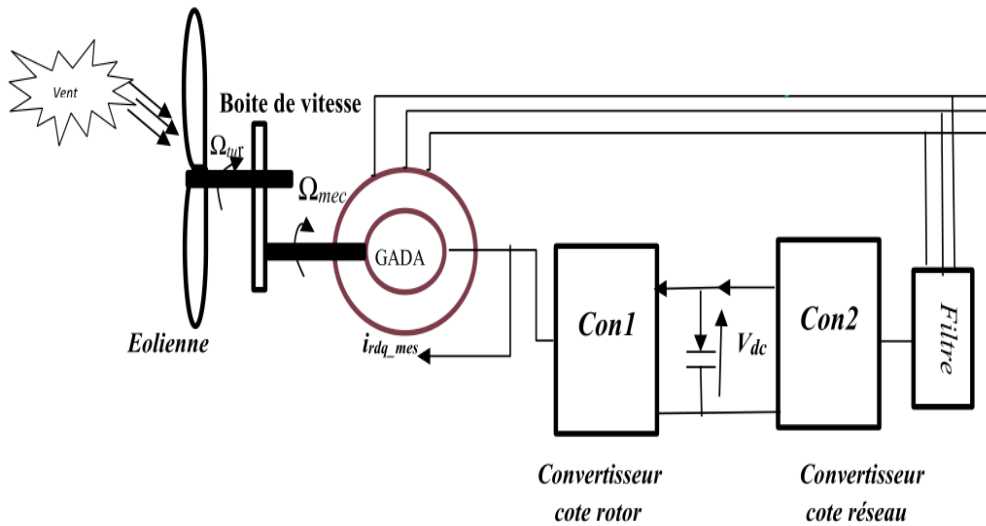 Vent
Boite de vitesse
Ωtur
Ωmec
GADA
Eolienne
irdq_mes
Con1
Vdc
Con2
Filtre
Convertisseur
cote rotor
Convertisseur
cote réseau